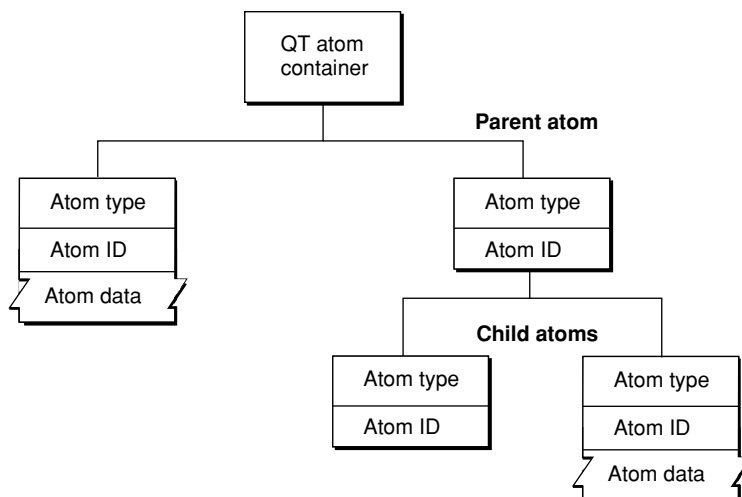 QT atom
container
Parent atom
Atom type
Atom ID
Atom data
Atom type
Atom ID
Child atoms
Atom type
Atom ID
Atom type
Atom ID
Atom data